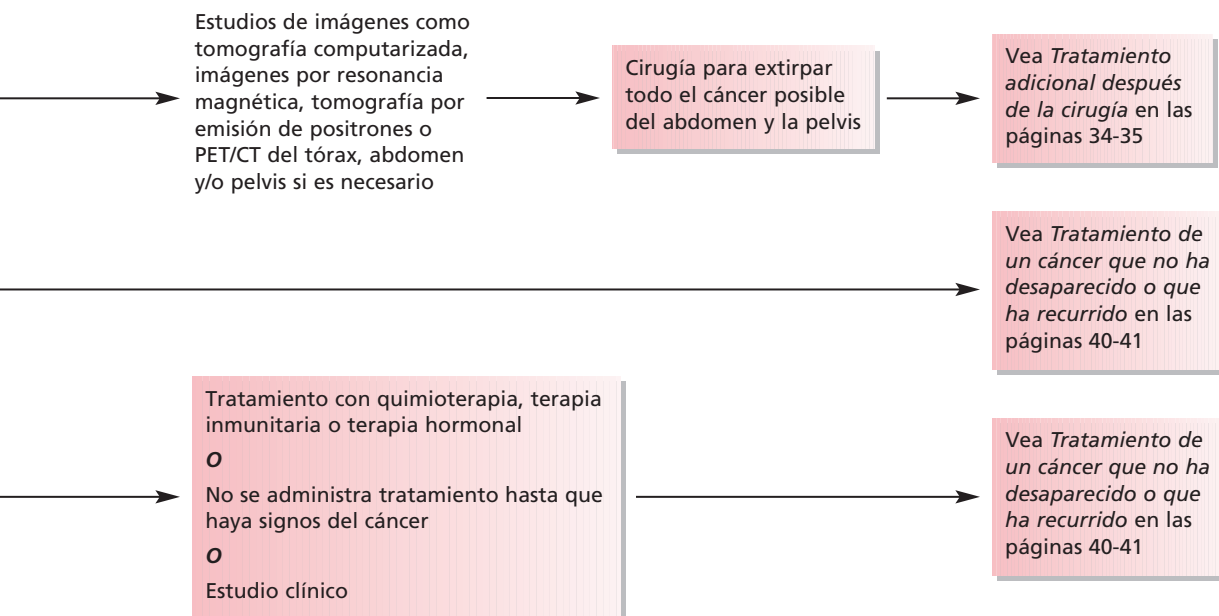 Estudios de imágenes como
tomografía computarizada,
imágenes por resonancia
magnética, tomografía por
emisión de positrones o
PET/CT del tórax, abdomen
y/o pelvis si es necesario
Cirugía para extirpar
todo el cáncer posible
del abdomen y la pelvis
Vea Tratamiento
adicional después
de la cirugía en las
páginas 34-35
Vea Tratamiento de
un cáncer que no ha
desaparecido o que
ha recurrido en las
páginas 40-41
Tratamiento con quimioterapia, terapia
inmunitaria o terapia hormonal
O
No se administra tratamiento hasta que
haya signos del cáncer
O
Estudio clínico
Vea Tratamiento de
un cáncer que no ha
desaparecido o que
ha recurrido en las
páginas 40-41